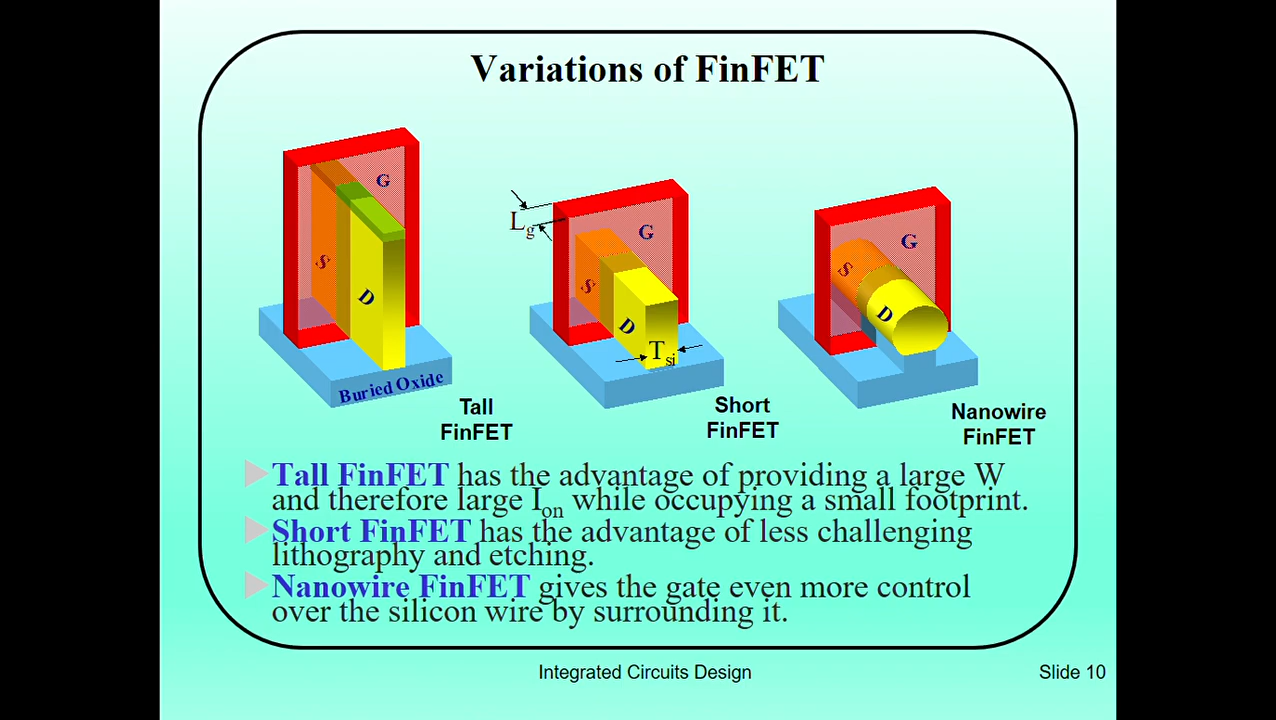 Variations of FinFET
G
S
D
Buried Oxide
Tall
FinFET
Lg
G
S
D
Tsi
Short
FinFET
G
S
D
Nanowire
FinFET
Tall FinFET has the advantage of providing a large W
and therefore large Ion while occupying a small footprint.
Short FinFET has the advantage of less challenging
lithography and etching.
Nanowire FinFET gives the gate even more control
over the silicon wire by surrounding it.
Integrated Circuits Design
Slide 10